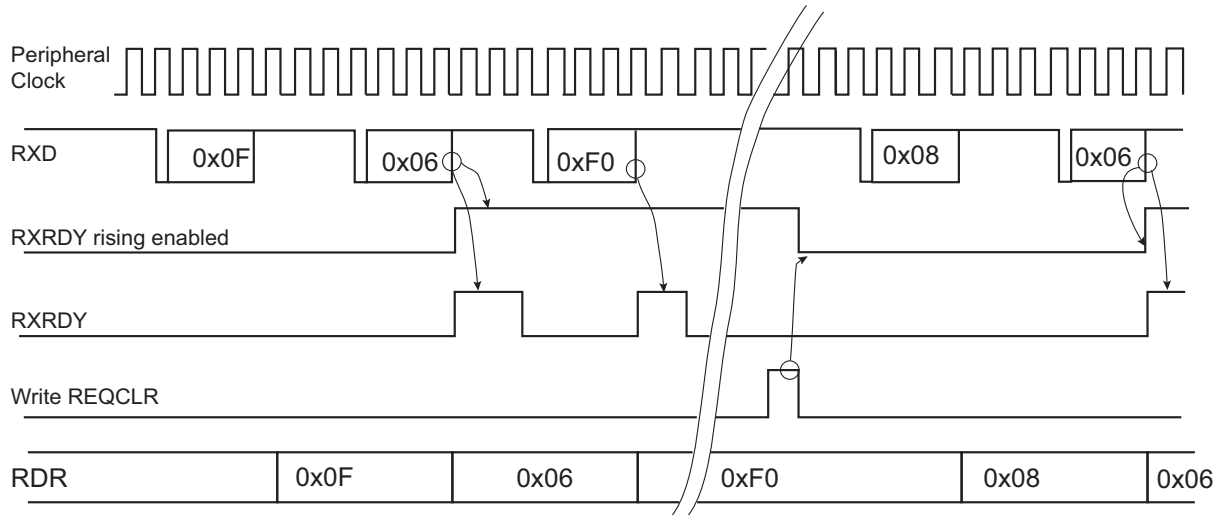 Peripheral
Clock
RXD
0x0F
0x06
0xF0
0x08
0x06
RXRDY rising enabled
RXRDY
Write REQCLR
RDR
0x0F
0x06
0xF0
0x08
0x06